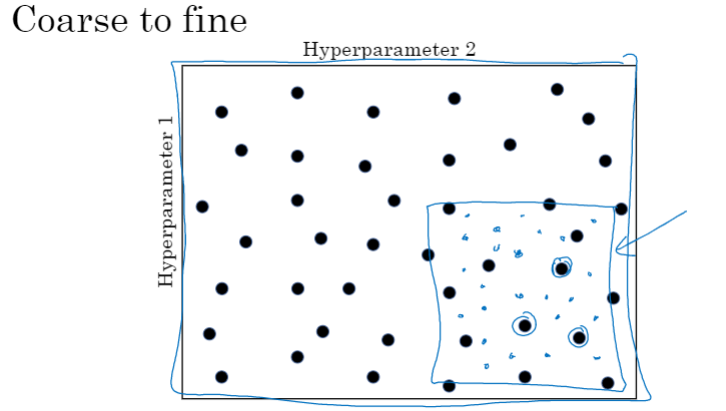 Coarse to fine
Hyperparameter 2
Hyperparameter 1